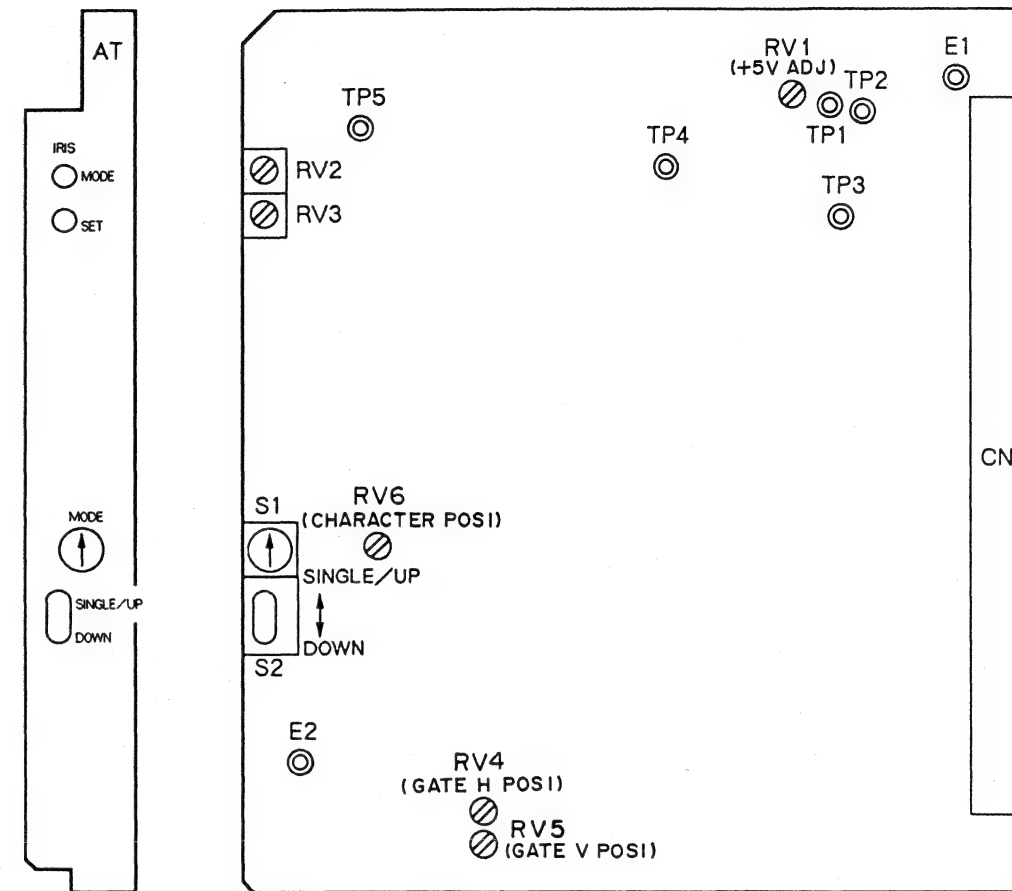 AT
IRIS
MODE
SET
MODE
SINGLE/UP
DOWN
RV1
(+5V ADJ)
E1
TP2
TP1
TP5
TP4
TP3
RV2
RV3
CN
S1
RV6
(CHARACTER POSI)
SINGLE/UP
DOWN
S2
E2
RV4
(GATE H POSI)
RV5
(GATE V POSI)